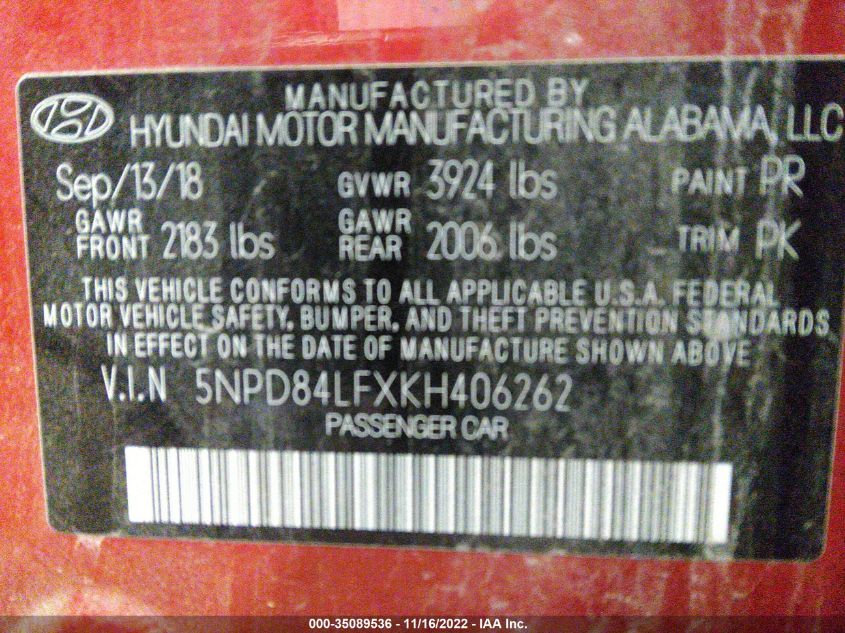 MANUFACTURED BY
HYUNDAI MOTOR MANUFACTURING ALABAMA, LLC
Sep/13/18 GVWR 3924 lbs PAINT PR
GAWR FRONT 2183 lbs GAWR REAR 2006 lbs TRIM PK
THIS VEHICLE CONFORMS TO ALL APPLICABLE U.S.A. FEDERAL
MOTOR VEHICLE SAFETY, BUMPER, AND THEFT PREVENTION STANDARDS
IN EFFECT ON THE DATE OF MANUFACTURE SHOWN ABOVE
V.I.N 5NPD84LFXKH406262
PASSENGER CAR
000-35089536 - 11/16/2022 - IAA Inc.